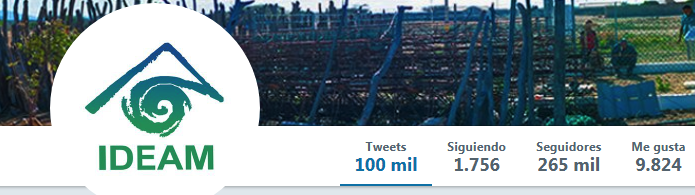 IDEAM
Tweets Siguiendo Seguidores Me gusta
100 mil 1.756 265 mil 9.824